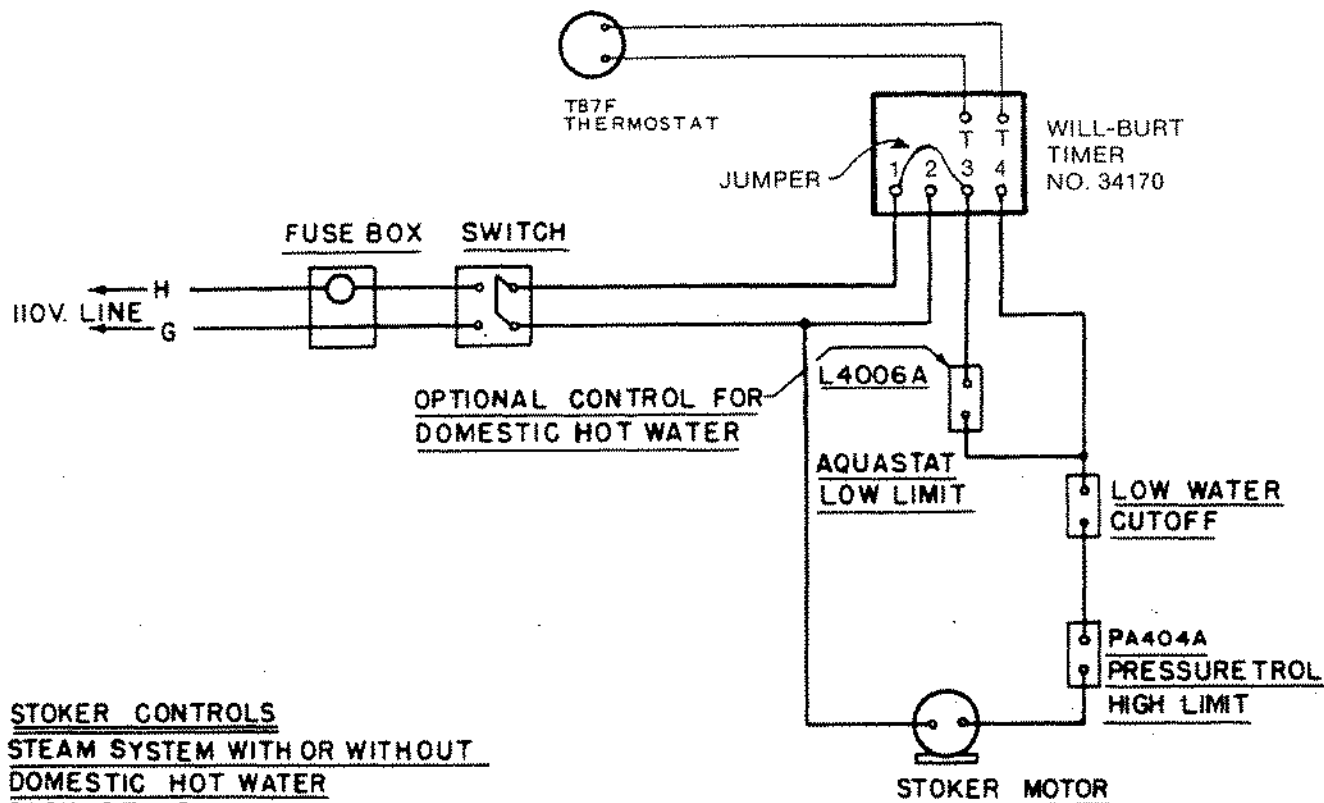 T87F
THERMOSTAT
WILL-BURT
TIMER
NO. 34170
T T
JUMPER
1 2 3 4
FUSE BOX
SWITCH
H
110V. LINE
G
L4006A
OPTIONAL CONTROL FOR
DOMESTIC HOT WATER
AQUASTAT
LOW LIMIT
LOW WATER
CUTOFF
PA404A
PRESSURETROL
HIGH LIMIT
STOKER CONTROLS
STEAM SYSTEM WITH OR WITHOUT
DOMESTIC HOT WATER
STOKER MOTOR